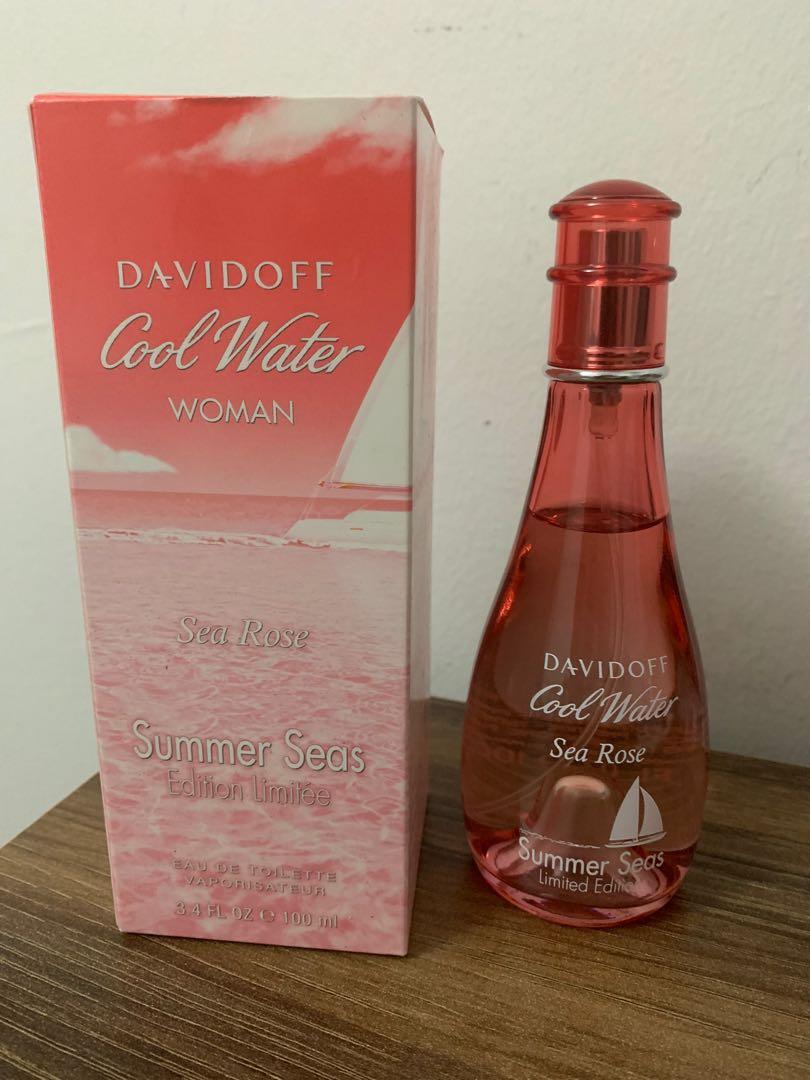 DAVIDOFF
Cool Water
WOMAN
Sea Rose
Summer Seas
Edition Limitée
EAU DE TOILETTE
VAPORISATEUR
3.4 FL OZ ℮ 100 ml
DAVIDOFF
Cool Water
Sea Rose
Summer Seas
Limited Edition